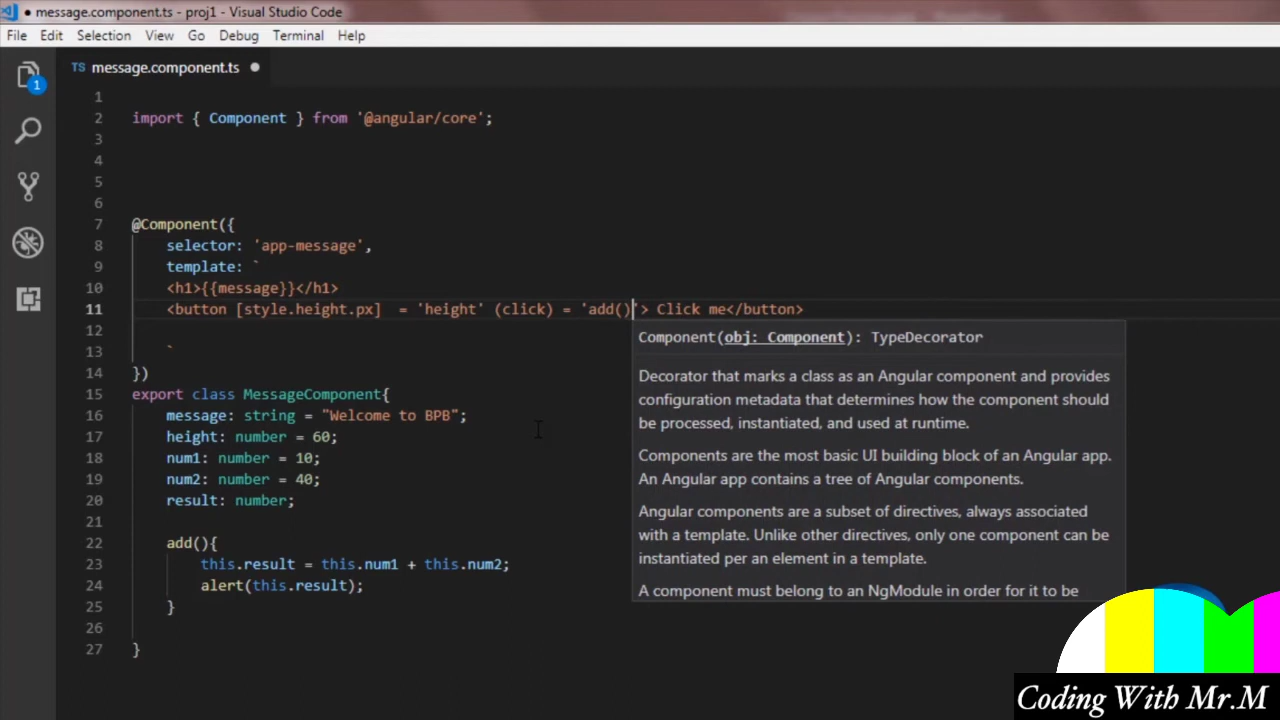 ● message.component.ts - proj1 - Visual Studio Code
File Edit Selection View Go Debug Terminal Help
1
TS message.component.ts ●
1
2 import { Component } from '@angular/core';
3
4
5
6
7 @Component({
8 selector: 'app-message',
9 template: `
10 <h1>{{message}}</h1>
11 <button [style.height.px]  = 'height' (click) = 'add()'> Click me</button>
12
13 `
14 })
15 export class MessageComponent{
16 message: string = "Welcome to BPB";
17 height: number = 60;
18 num1: number = 10;
19 num2: number = 40;
20 result: number;
21
22 add(){
23 this.result = this.num1 + this.num2;
24 alert(this.result);
25 }
26
27 }
Component(obj: Component): TypeDecorator
Decorator that marks a class as an Angular component and provides
configuration metadata that determines how the component should
be processed, instantiated, and used at runtime.
Components are the most basic UI building block of an Angular app.
An Angular app contains a tree of Angular components.
Angular components are a subset of directives, always associated
with a template. Unlike other directives, only one component can be
instantiated per an element in a template.
A component must belong to an NgModule in order for it to be
Coding With Mr.M